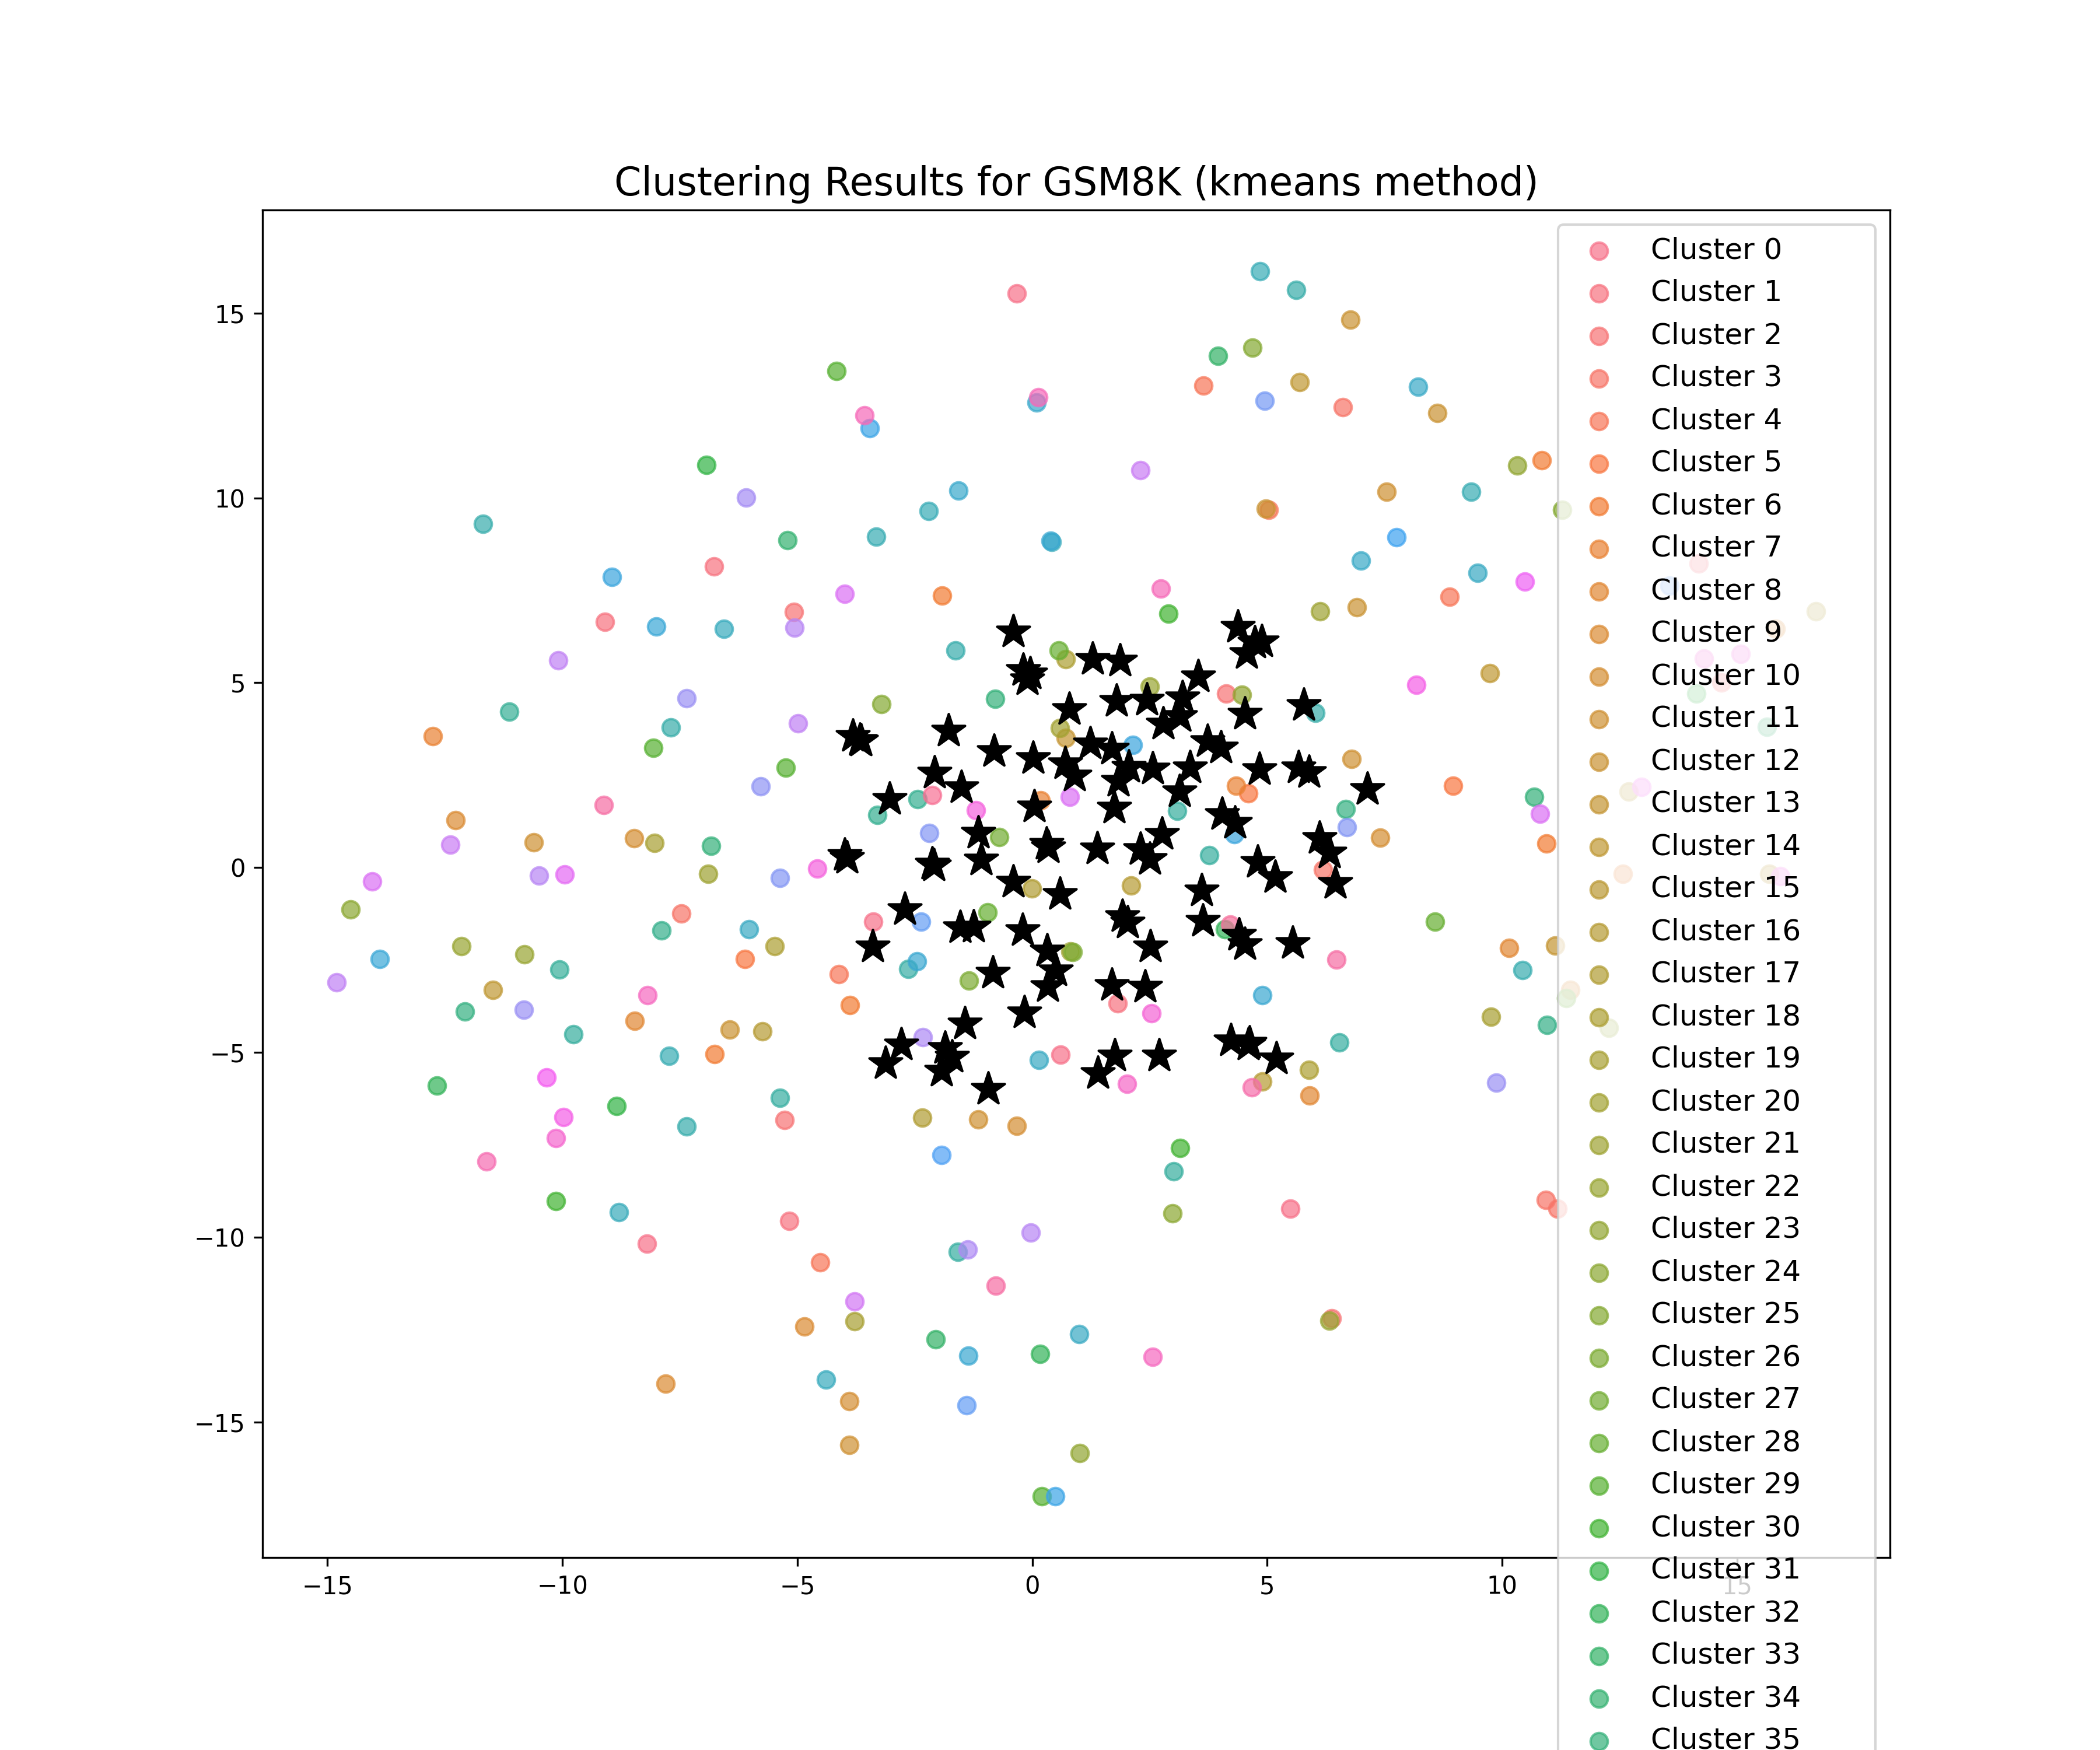 Clustering Results for GSM8K (kmeans method)
15
10
5
0
−5
−10
−15
−15
−10
−5
0
5
10
15
Cluster 0
Cluster 1
Cluster 2
Cluster 3
Cluster 4
Cluster 5
Cluster 6
Cluster 7
Cluster 8
Cluster 9
Cluster 10
Cluster 11
Cluster 12
Cluster 13
Cluster 14
Cluster 15
Cluster 16
Cluster 17
Cluster 18
Cluster 19
Cluster 20
Cluster 21
Cluster 22
Cluster 23
Cluster 24
Cluster 25
Cluster 26
Cluster 27
Cluster 28
Cluster 29
Cluster 30
Cluster 31
Cluster 32
Cluster 33
Cluster 34
Cluster 35